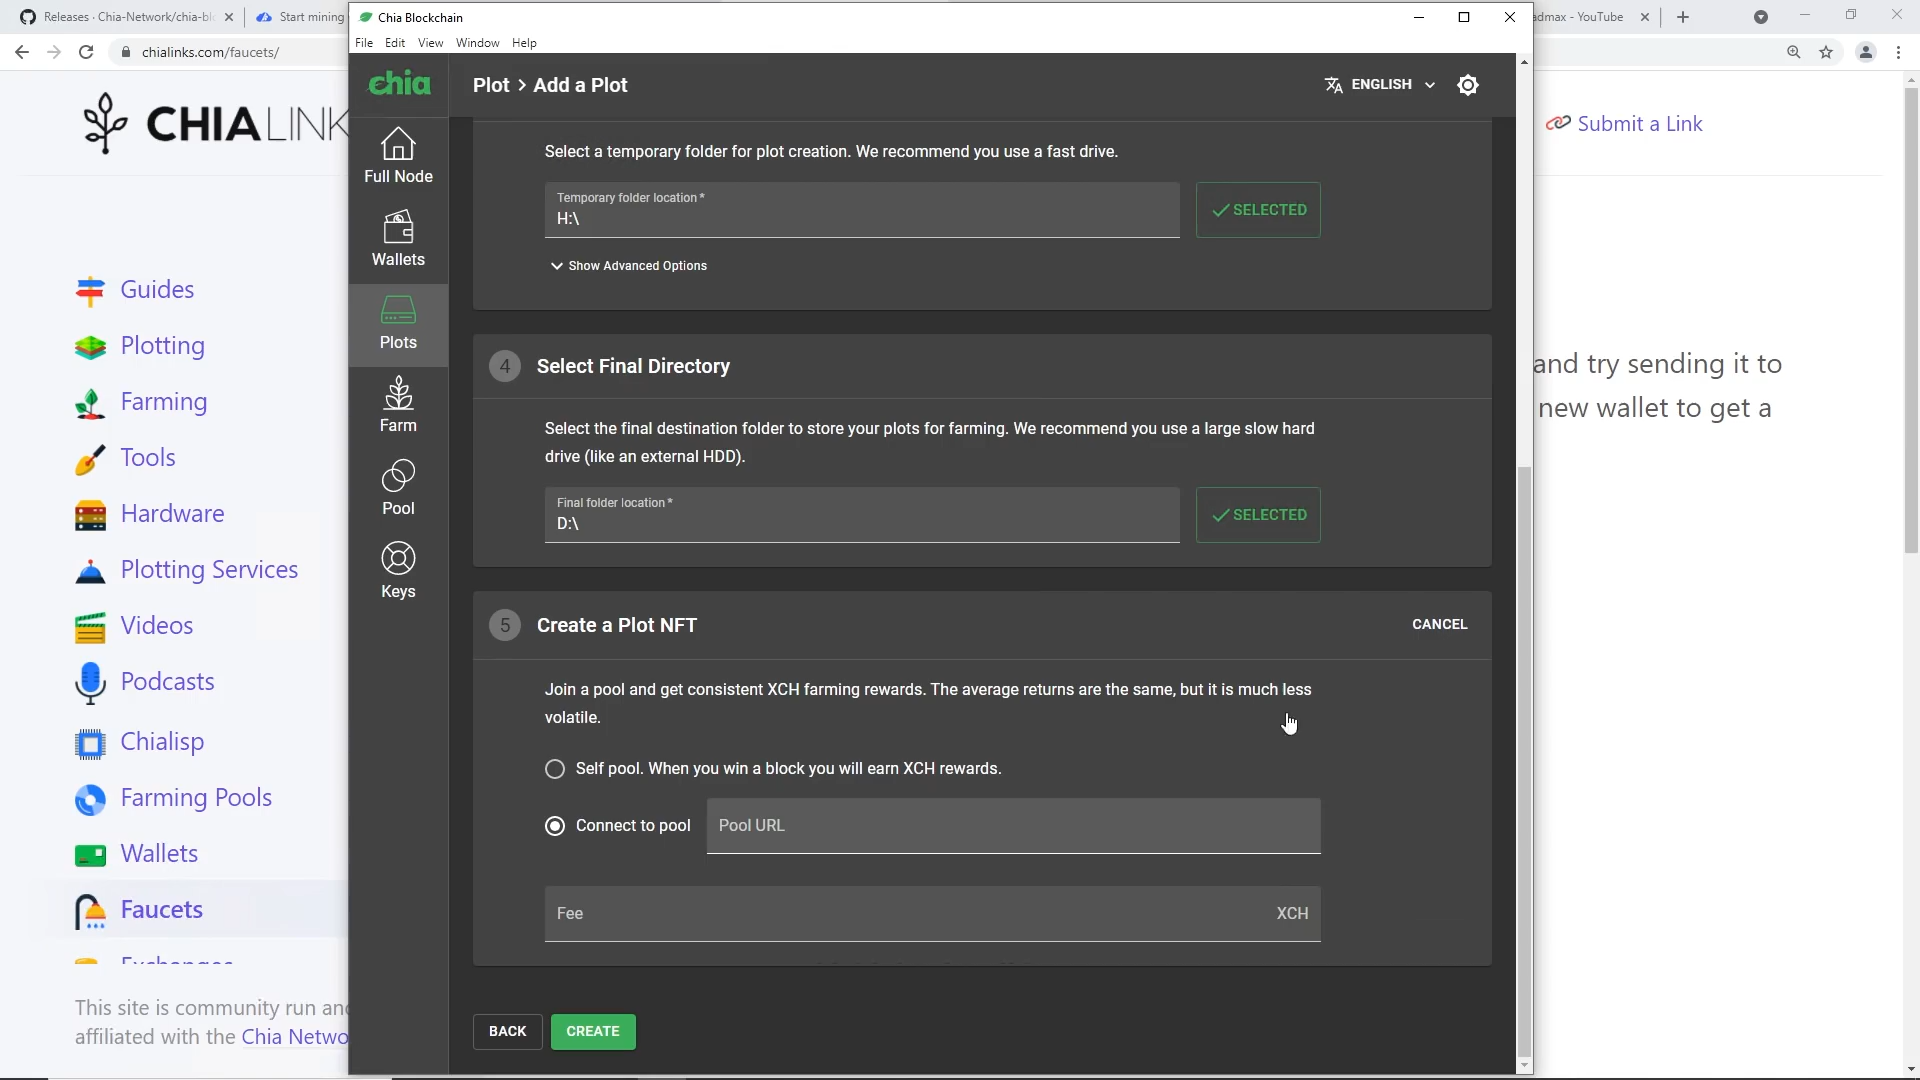 Releases · Chia-Network/chia-bl
Start mining
Chia Blockchain
admax - YouTube
chialinks.com/faucets/
File Edit View Window Help
CHIALINK
chia
Plot > Add a Plot
ENGLISH
Submit a Link
Full Node
Wallets
Plots
Farm
Pool
Keys
Select a temporary folder for plot creation. We recommend you use a fast drive.
Temporary folder location *
H:\
SELECTED
Show Advanced Options
4 Select Final Directory
Select the final destination folder to store your plots for farming. We recommend you use a large slow hard
drive (like an external HDD).
Final folder location *
D:\
SELECTED
5 Create a Plot NFT
CANCEL
Join a pool and get consistent XCH farming rewards. The average returns are the same, but it is much less
volatile.
Self pool. When you win a block you will earn XCH rewards.
Connect to pool
Pool URL
Fee
XCH
BACK
CREATE
Guides
Plotting
Farming
Tools
Hardware
Plotting Services
Videos
Podcasts
Chialisp
Farming Pools
Wallets
Faucets
Exchanges
This site is community run an
affiliated with the Chia Netwo
and try sending it to
new wallet to get a